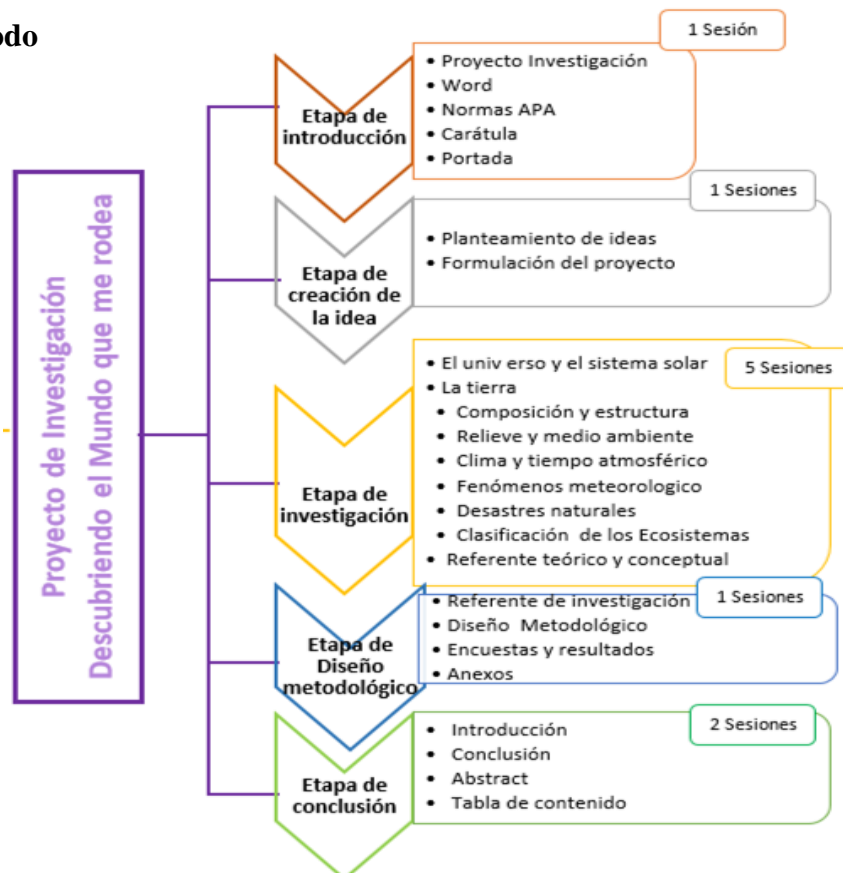 odo
Proyecto de Investigación
Descubriendo el Mundo que me rodea
Etapa de
introducción
1 Sesión
• Proyecto Investigación
• Word
• Normas APA
• Carátula
• Portada
Etapa de
creación de
la idea
1 Sesiones
• Planteamiento de ideas
• Formulación del proyecto
Etapa de
investigación
5 Sesiones
• El univ erso y el sistema solar
• La tierra
• Composición y estructura
• Relieve y medio ambiente
• Clima y tiempo atmosférico
• Fenómenos meteorologico
• Desastres naturales
• Clasificación de los Ecosistemas
• Referente teórico y conceptual
Etapa de
Diseño
metodológico
1 Sesiones
• Referente de investigación
• Diseño Metodológico
• Encuestas y resultados
• Anexos
Etapa de
conclusión
2 Sesiones
• Introducción
• Conclusión
• Abstract
• Tabla de contenido